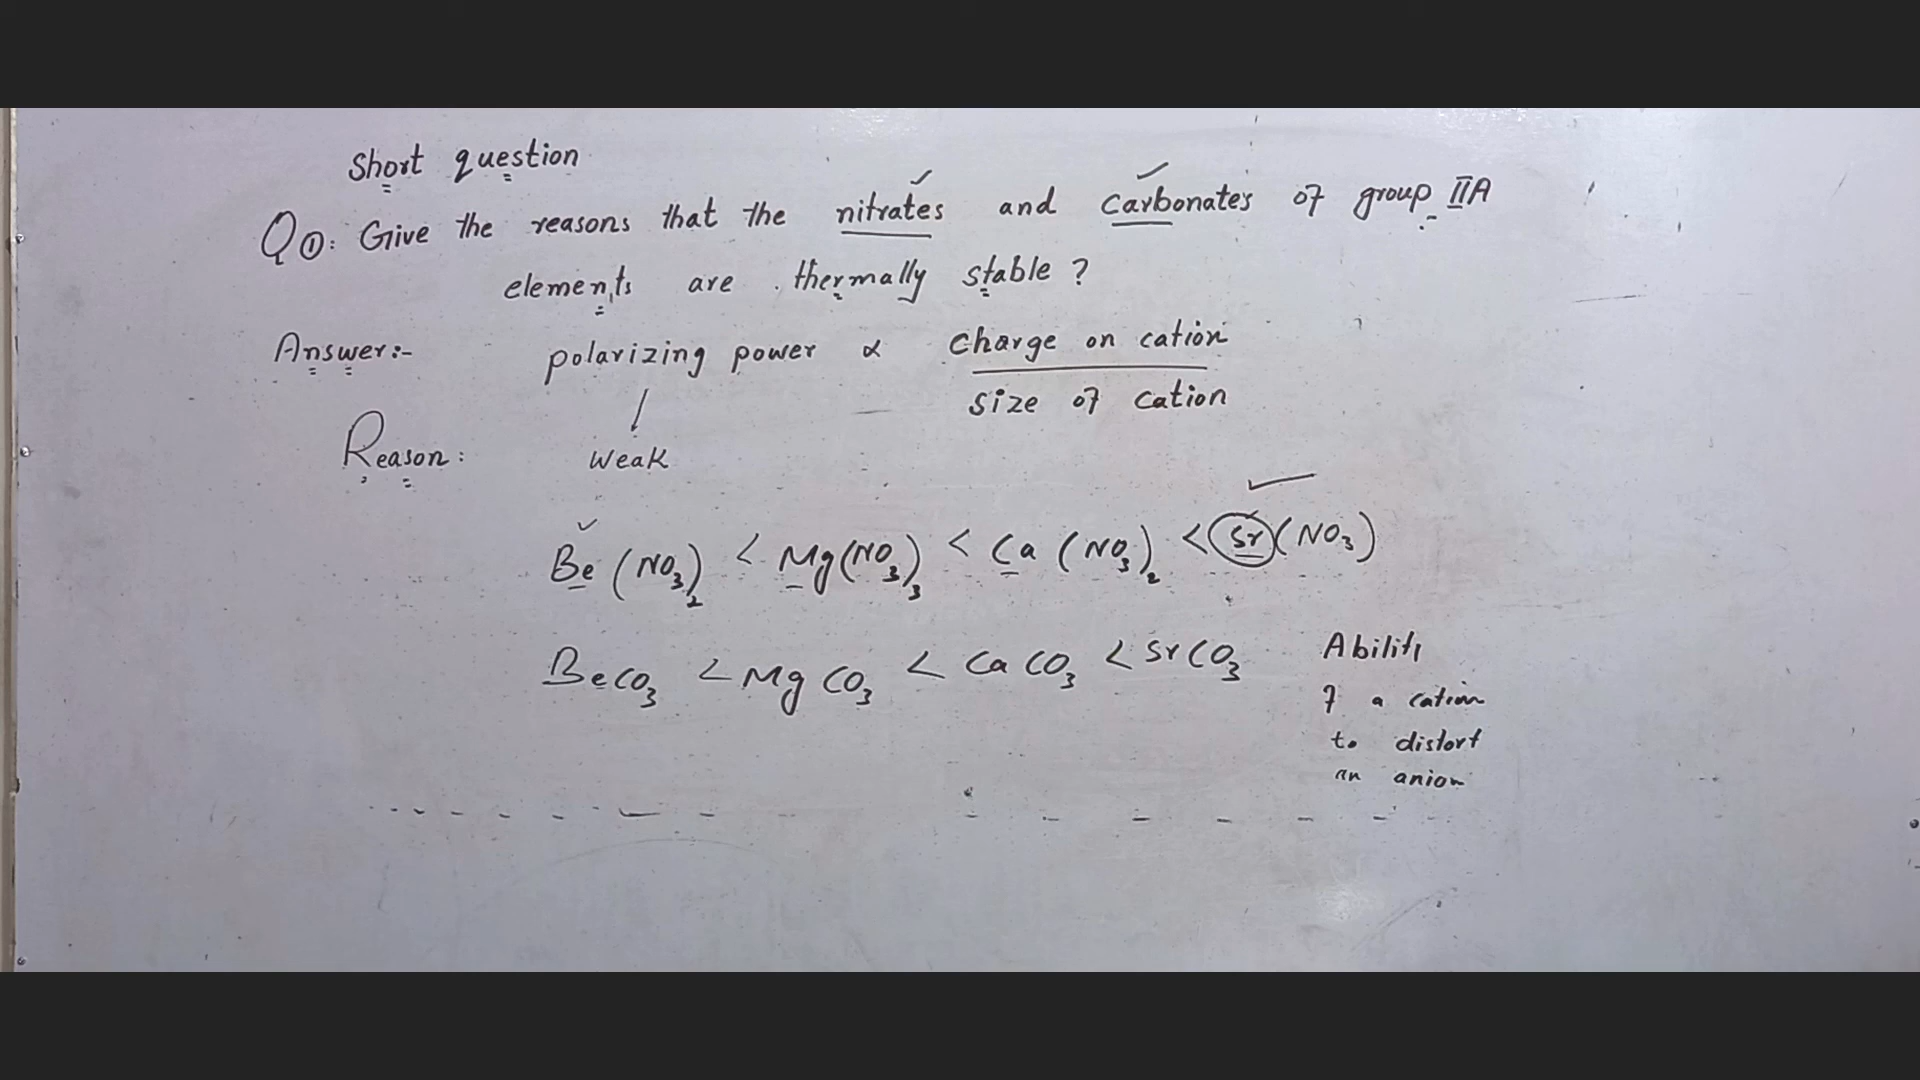 Short question
Q①: Give the reasons that the nitrates and carbonates of group IIA
elements are thermally stable ?
Answer:- polarizing power ∝ charge on cation / size of cation
Reason: weak
Be(NO₃)₂ < Mg(NO₃)₃ < Ca(NO₃)₂ < Sr(NO₃)
BeCO₃ < MgCO₃ < CaCO₃ < SrCO₃
Ability
of a cation
to distort
an anion